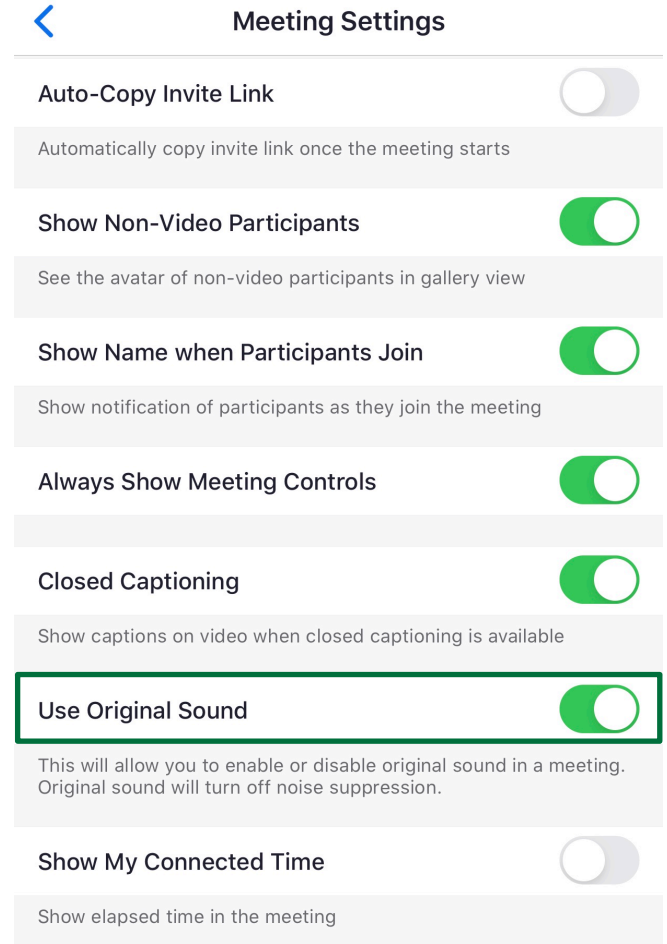 Meeting Settings
Auto-Copy Invite Link
Automatically copy invite link once the meeting starts
Show Non-Video Participants
See the avatar of non-video participants in gallery view
Show Name when Participants Join
Show notification of participants as they join the meeting
Always Show Meeting Controls
Closed Captioning
Show captions on video when closed captioning is available
Use Original Sound
This will allow you to enable or disable original sound in a meeting.
Original sound will turn off noise suppression.
Show My Connected Time
Show elapsed time in the meeting